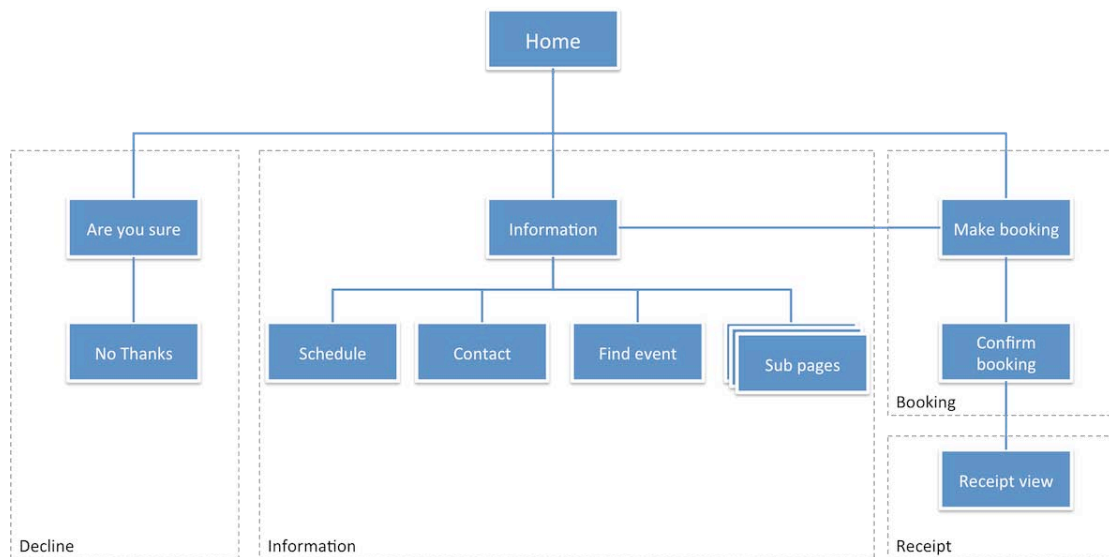 Home
Are you sure
Information
Make booking
No Thanks
Schedule
Contact
Find event
Sub pages
Confirm
booking
Booking
Receipt view
Decline
Information
Receipt